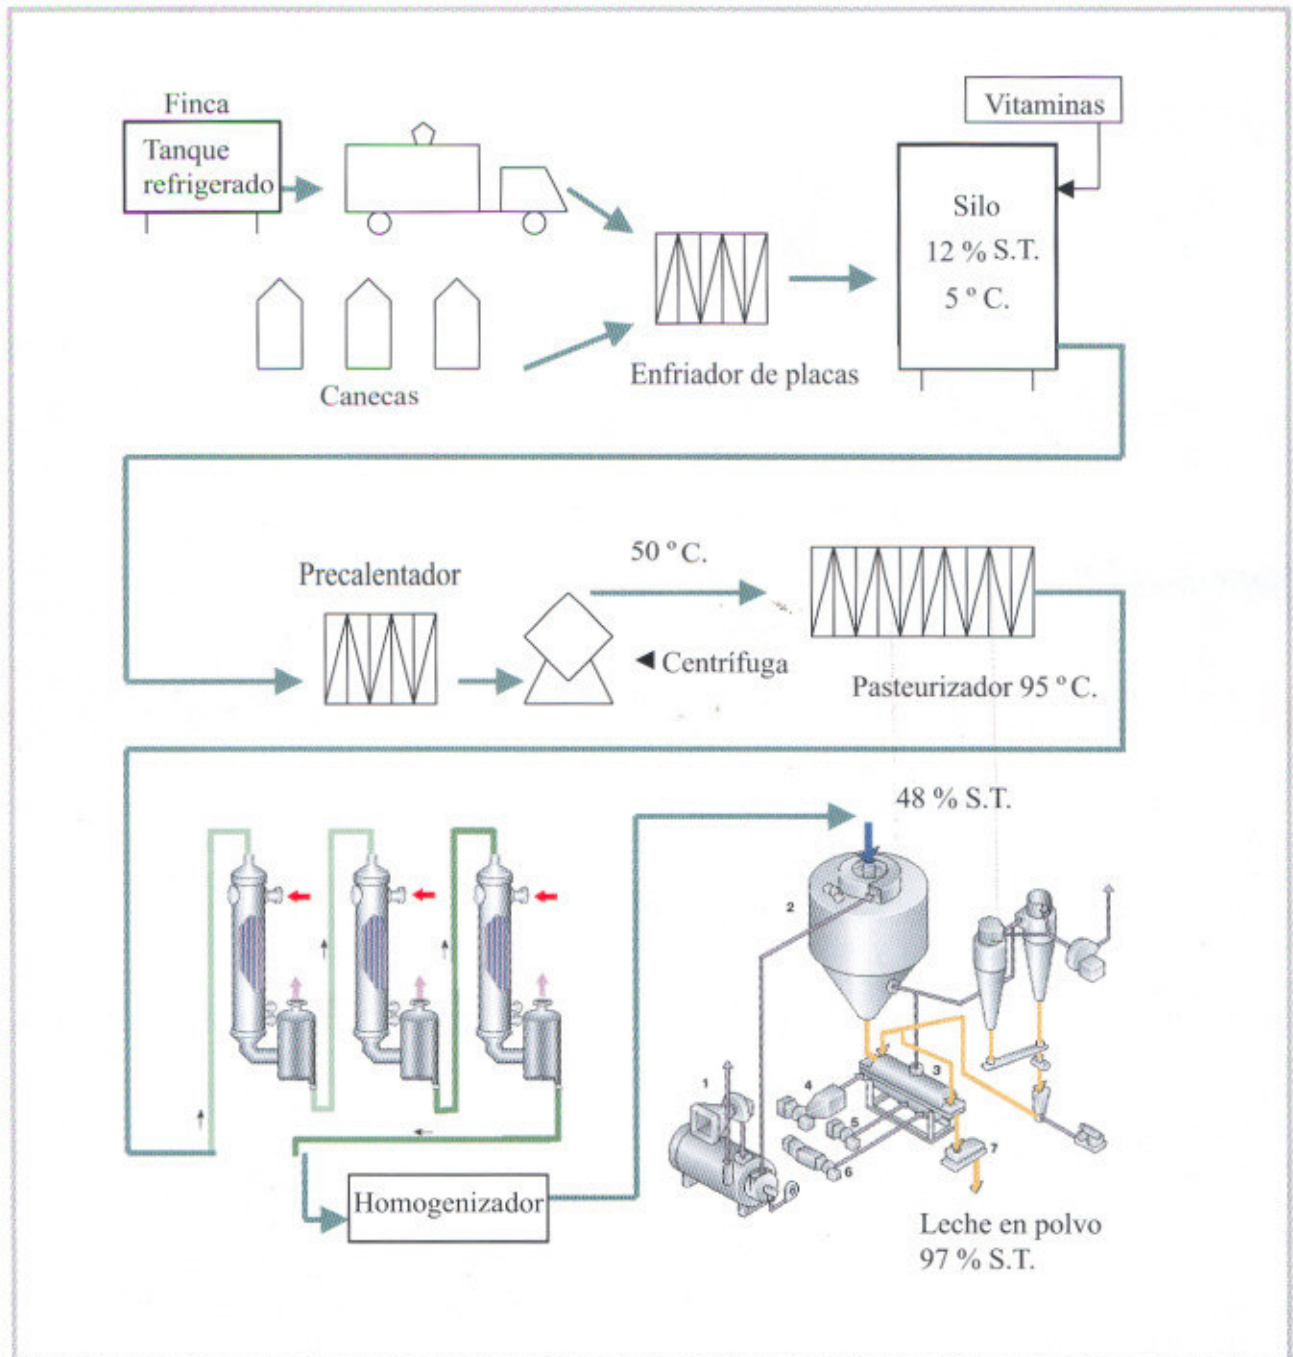 Finca
Tanque
refrigerado
Vitaminas
Silo
12 % S.T.
5 º C.
Canecas
Enfriador de placas
Precalentador
50 º C.
Centrífuga
Pasteurizador 95 º C.
48 % S.T.
2
1
3
4
5
6
7
Homogenizador
Leche en polvo
97 % S.T.